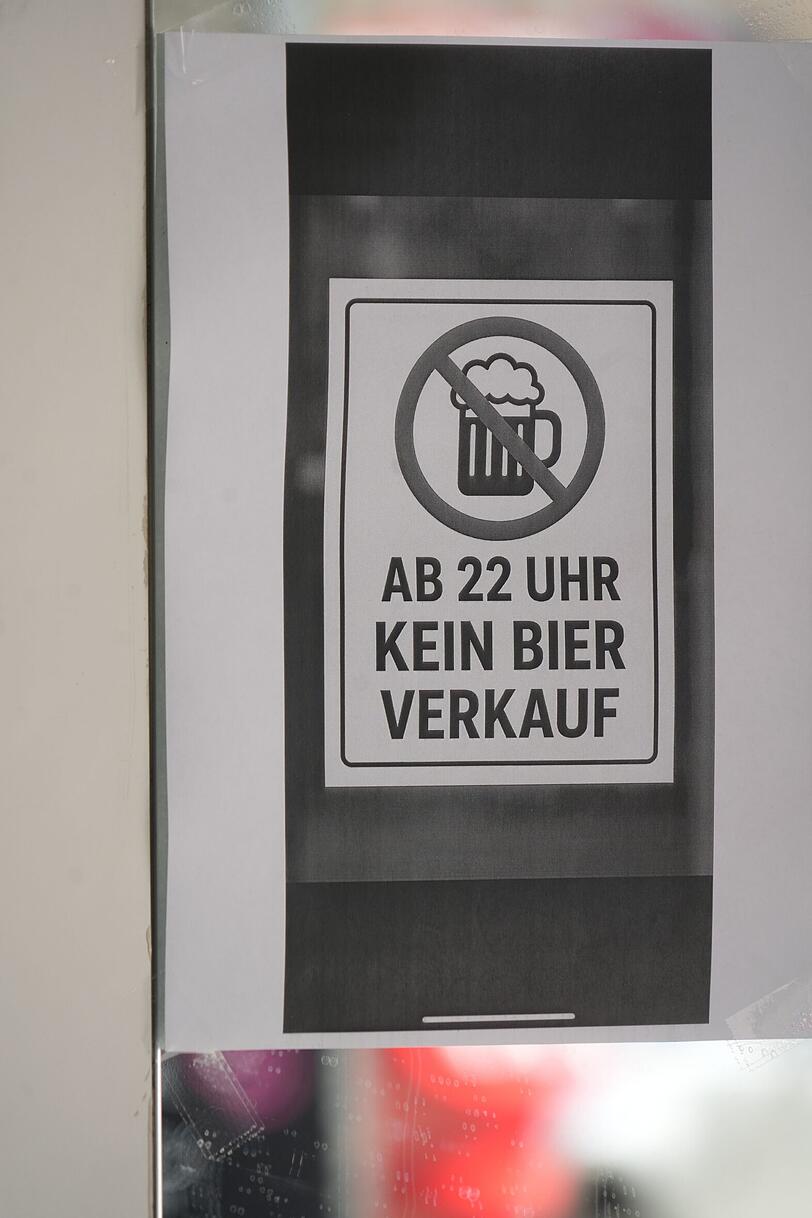 AB 22 UHR
KEIN BIER
VERKAUF